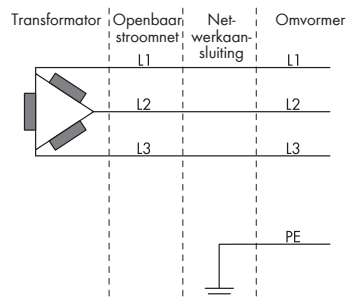 Transformator
Openbaar
stroomnet
Net-
werkaan-
sluiting
Omvormer
L1
L1
L2
L2
L3
L3
PE